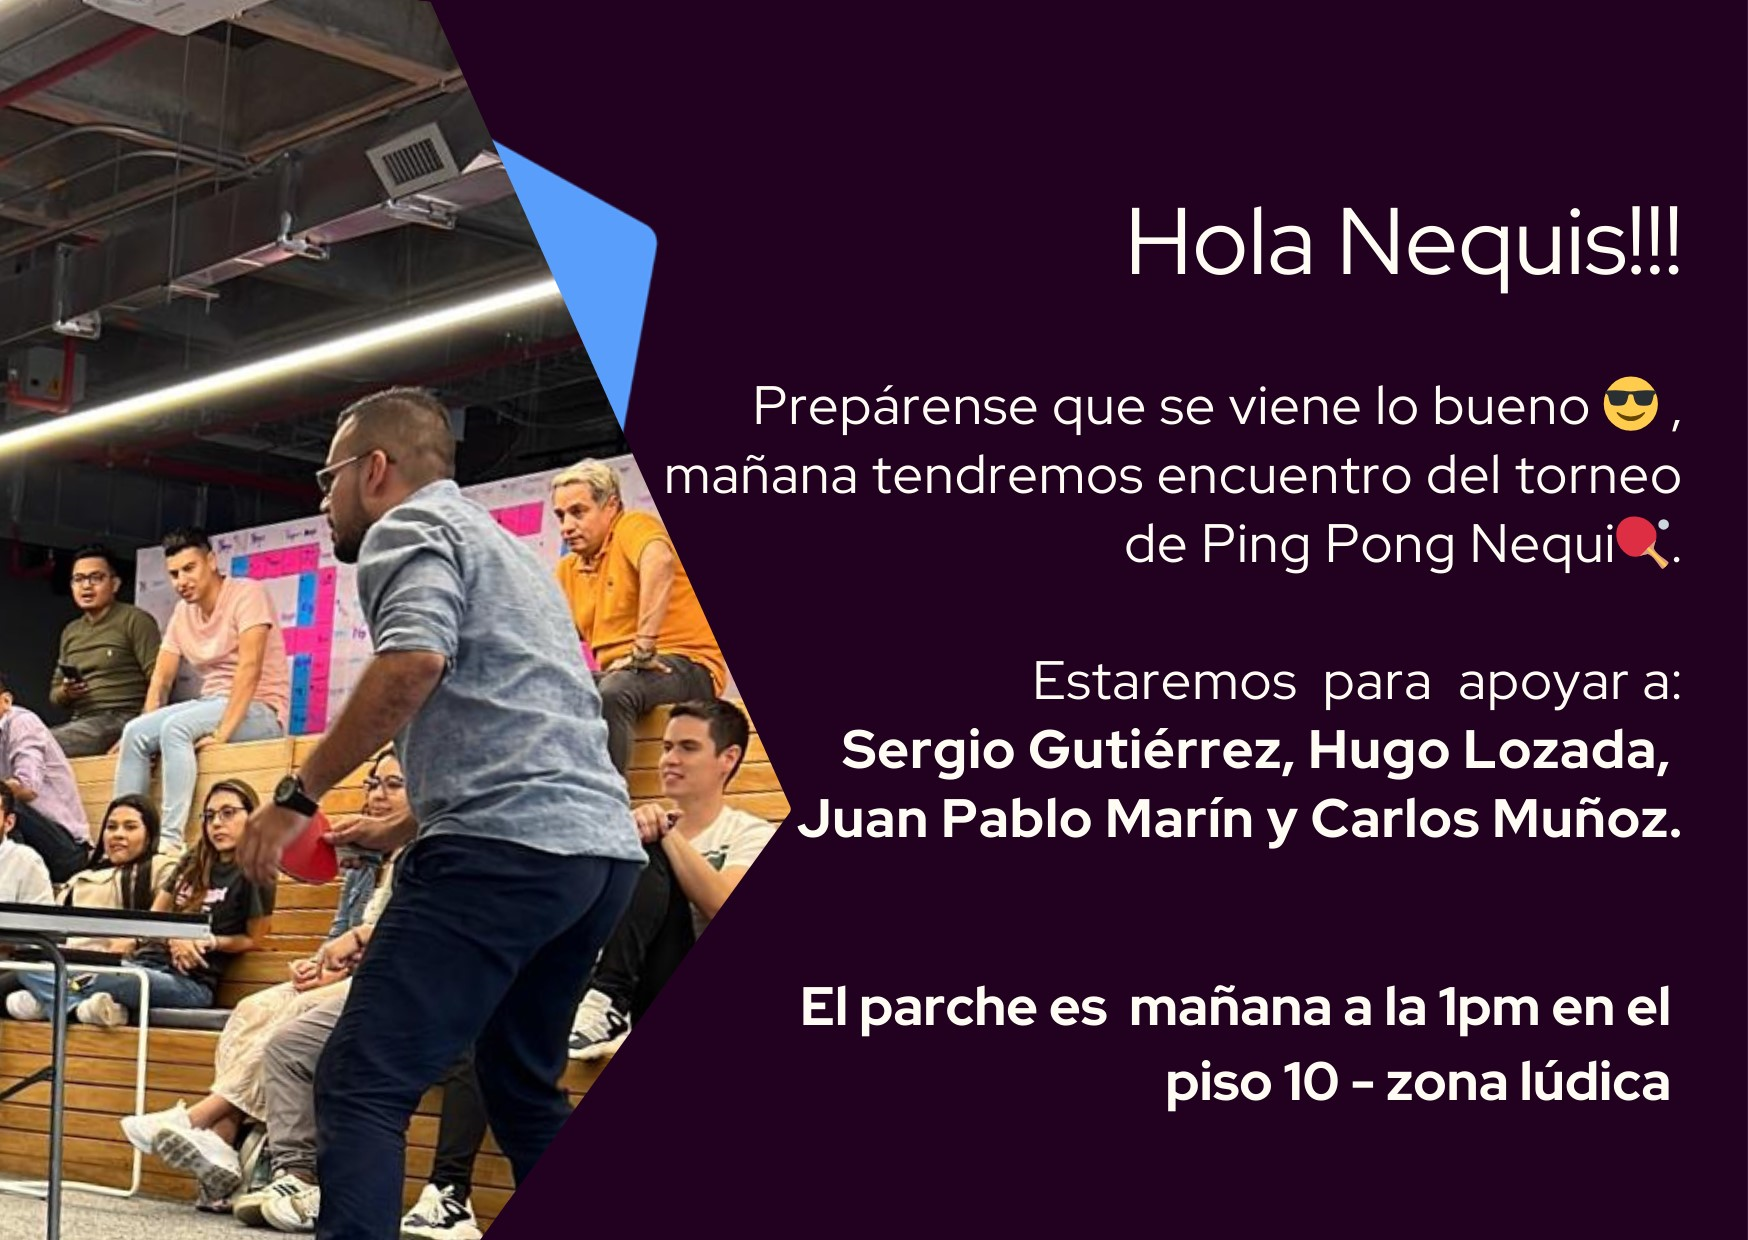 Hola Nequis!!!
Prepárense que se viene lo bueno 😎 ,
mañana tendremos encuentro del torneo
de Ping Pong Nequi🏓.
Estaremos para apoyar a:
Sergio Gutiérrez, Hugo Lozada,
Juan Pablo Marín y Carlos Muñoz.
El parche es mañana a la 1pm en el
piso 10 - zona lúdica